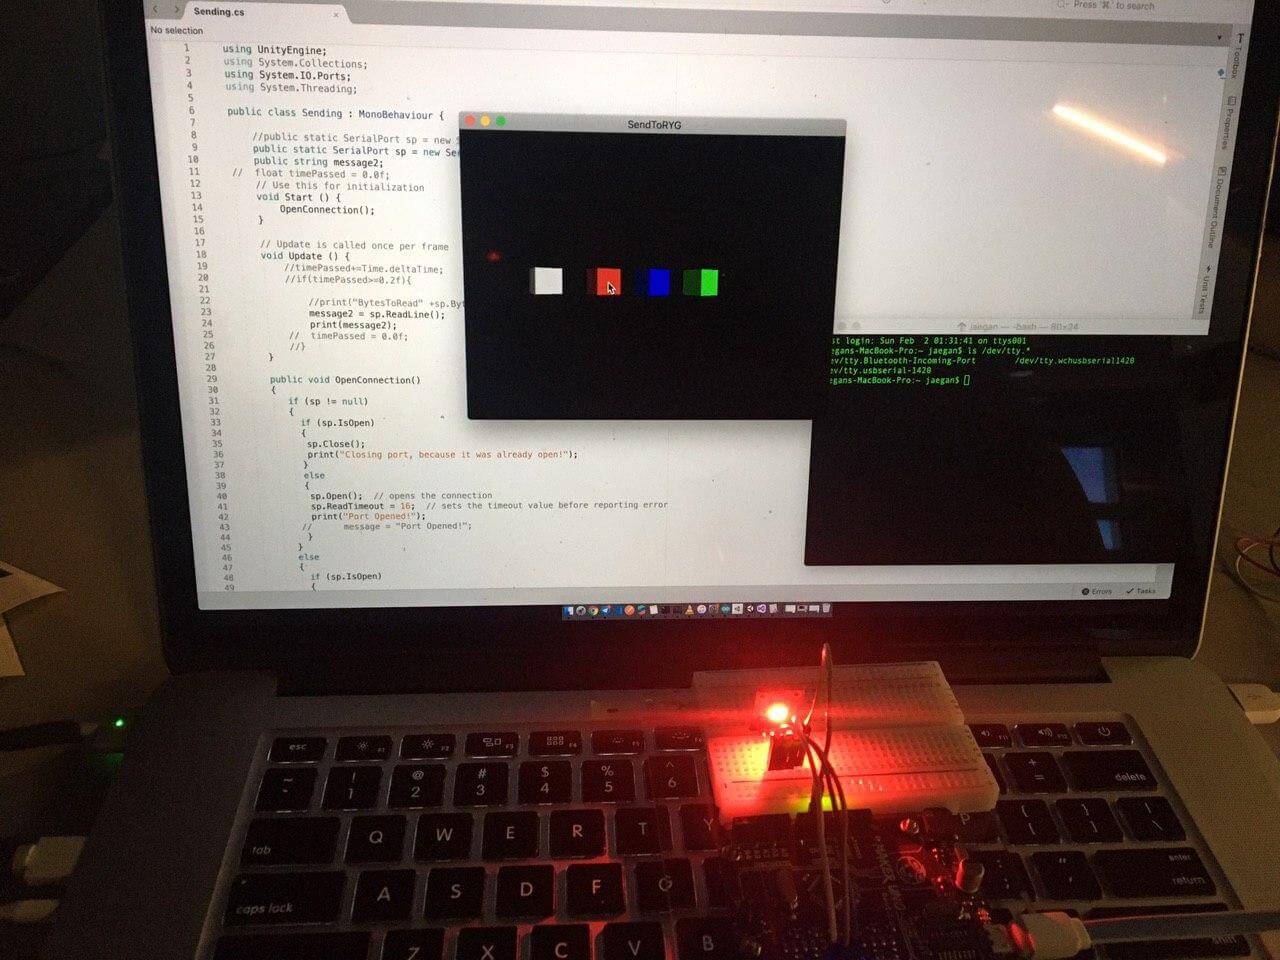 Sending.cs
Press '⌘.' to search
No selection
1 using UnityEngine;
2 using System.Collections;
3 using System.IO.Ports;
4 using System.Threading;
5
6 public class Sending : MonoBehaviour {
7
8 //public static SerialPort sp = new
9 public static SerialPort sp = new Se
10 public string message2;
11 // float timePassed = 0.0f;
12 // Use this for initialization
13 void Start () {
14 OpenConnection();
15 }
16
17 // Update is called once per frame
18 void Update () {
19 //timePassed+=Time.deltaTime;
20 //if(timePassed>=0.2f){
21
22 //print("BytesToRead" +sp.By
23 message2 = sp.ReadLine();
24 print(message2);
25 // timePassed = 0.0f;
26 //}
27 }
28
29 public void OpenConnection()
30 {
31 if (sp != null)
32 {
33 if (sp.IsOpen)
34 {
35 sp.Close();
36 print("Closing port, because it was already open!");
37 }
38 else
39 {
40 sp.Open(); // opens the connection
41 sp.ReadTimeout = 16; // sets the timeout value before reporting error
42 print("Port Opened!");
43 // message = "Port Opened!";
44 }
45 }
46 else
47 {
48 if (sp.IsOpen)
49 {
SendToRYG
Toolbox
Properties
Document Outline
Unit Tests
jaegan — -bash — 80×24
st login: Sun Feb 2 01:31:41 on ttys001
egans-MacBook-Pro:~ jaegan$ ls /dev/tty.*
ev/tty.Bluetooth-Incoming-Port /dev/tty.wchusbserial1420
ev/tty.usbserial-1420
egans-MacBook-Pro:~ jaegan$
Errors Tasks
esc F1 F2 F3 F4 F5 F6 F11 F12
~ ! 1 @ 2 # 3 $ 4 % 5 ^ 6 + = delete
tab Q W E R T Y P { [ } ] | \
caps lock A S D F G : ; " ' enter return
Z X C V B shift